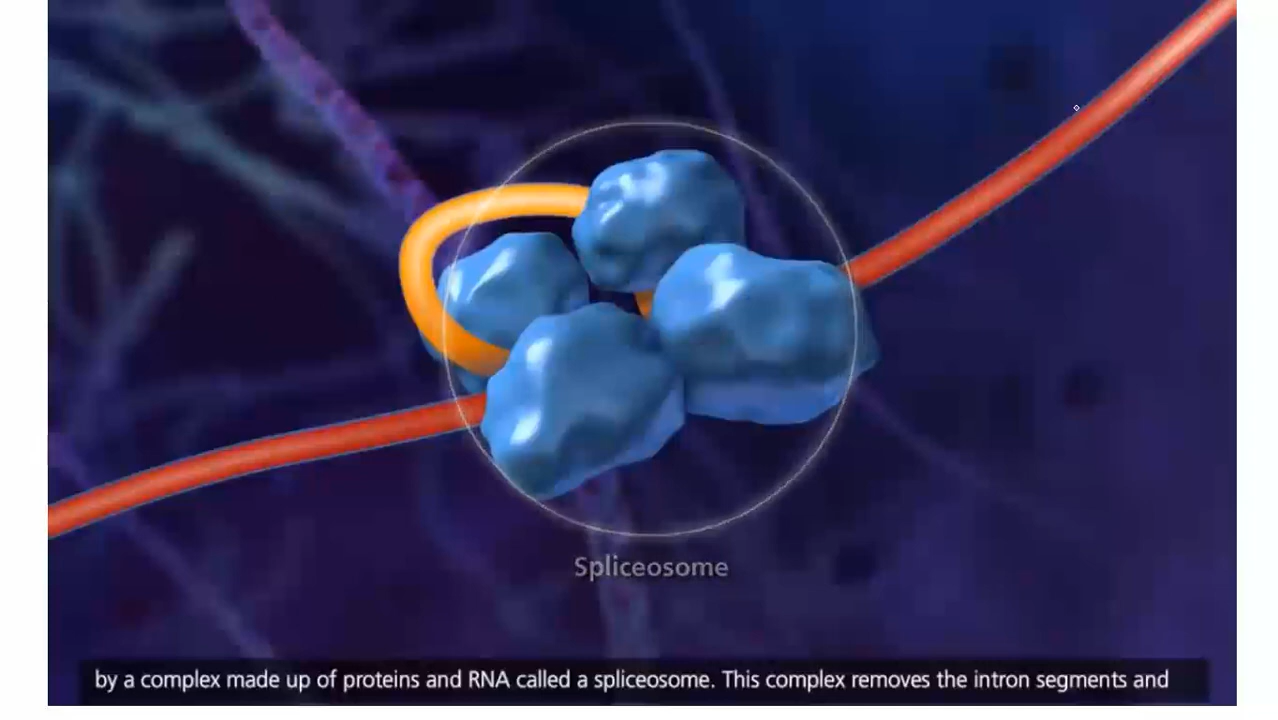 Spliceosome
by a complex made up of proteins and RNA called a spliceosome. This complex removes the intron segments and